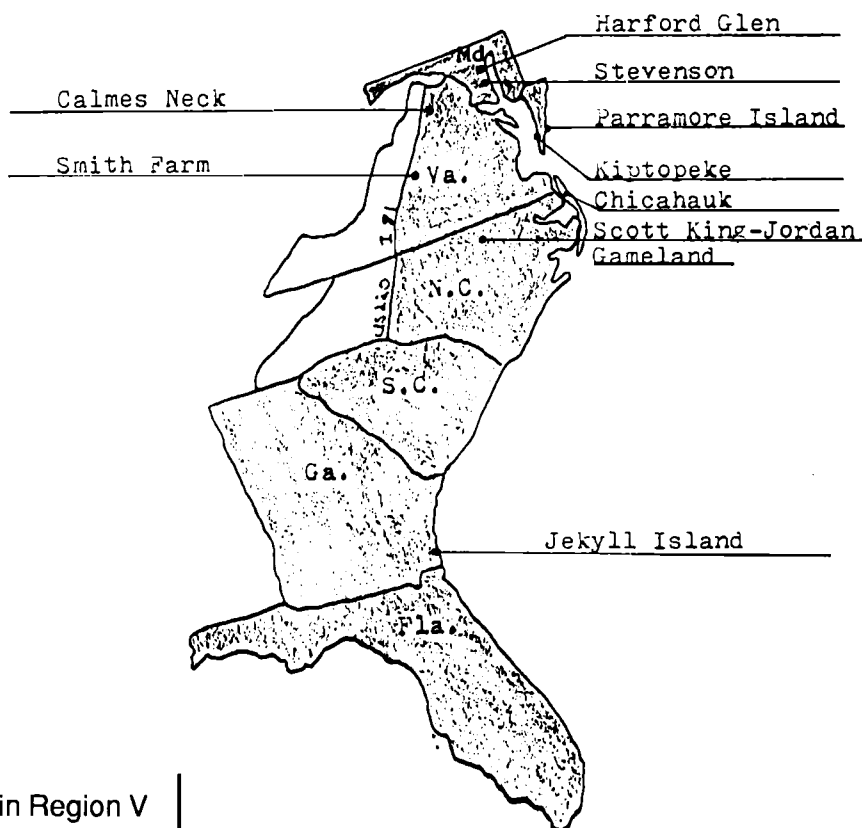 Harford Glen
Md.
Stevenson
Calmes Neck
Parramore Island
Smith Farm
Va.
Kiptopeke
Chicahauk
Scott King-Jordan
Gameland
N.C.
S.C.
Ga.
Jekyll Island
Fla.
in Region V